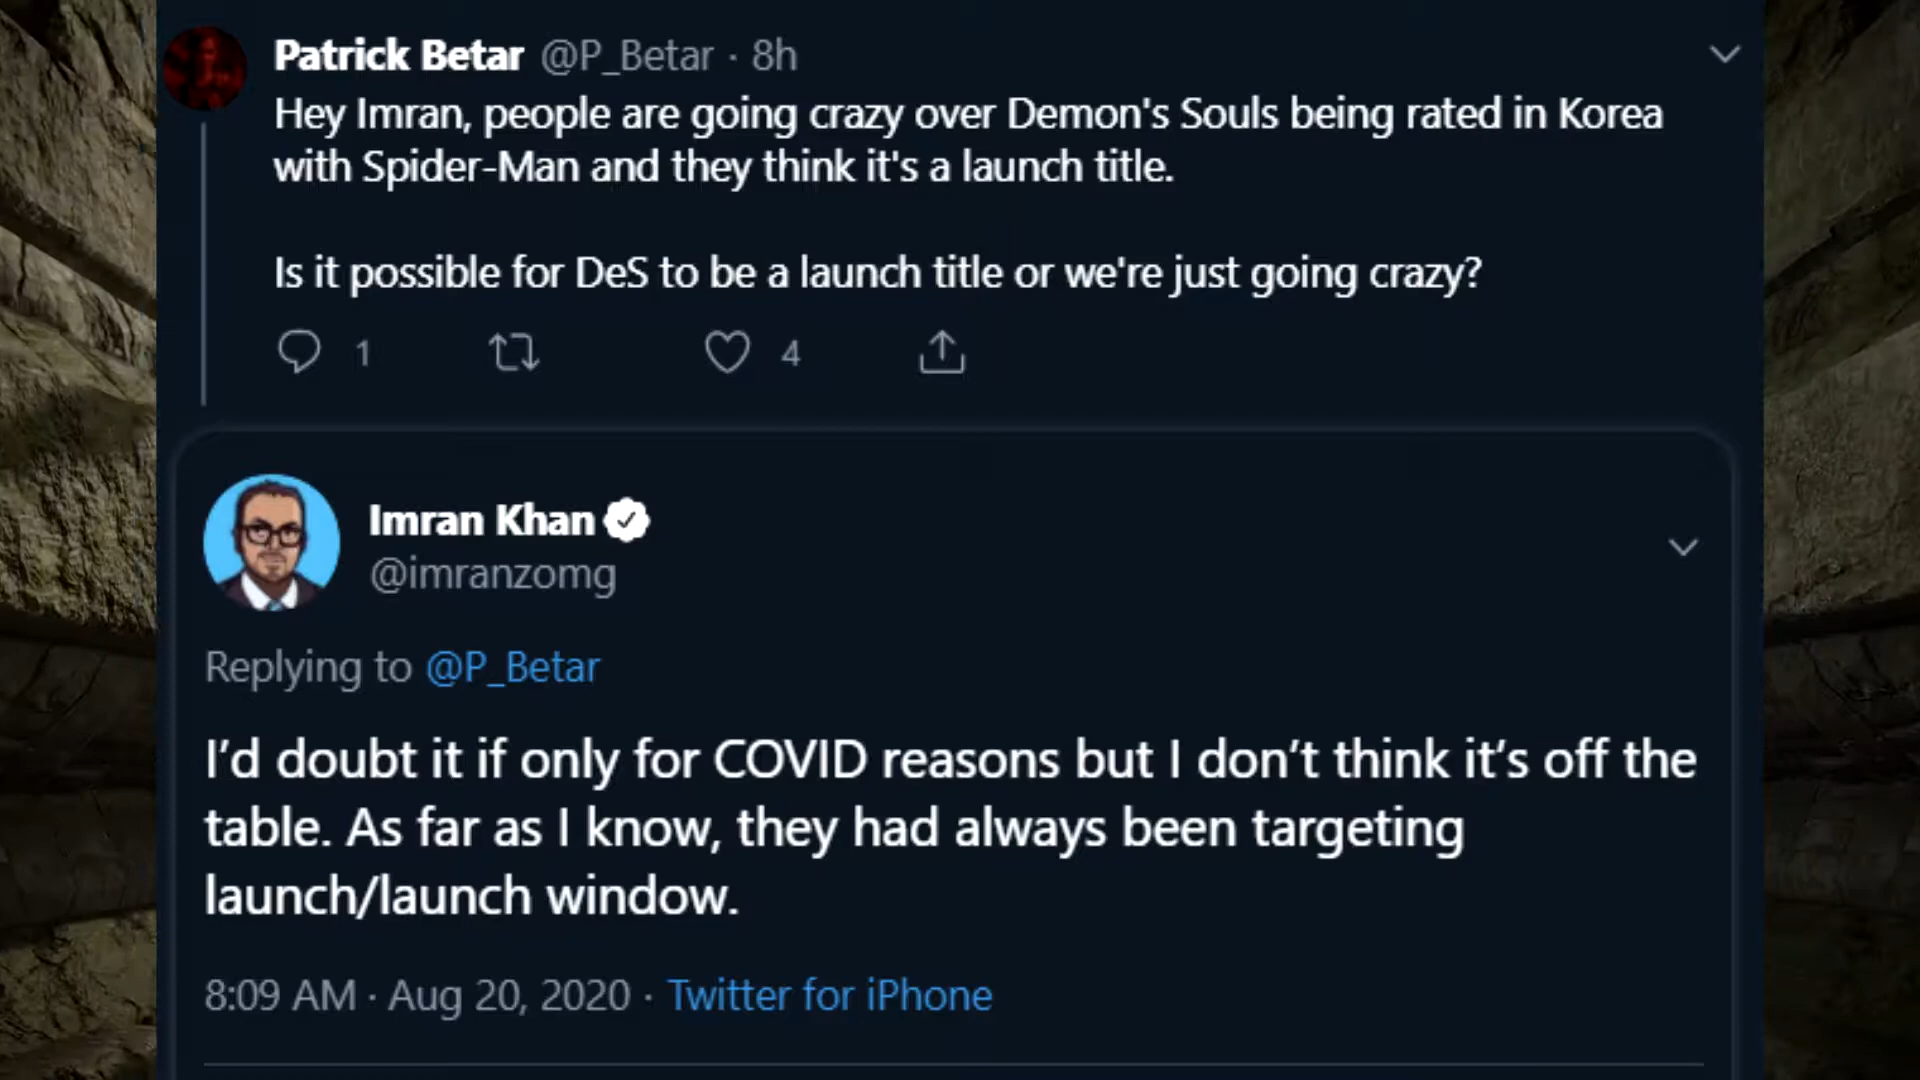 Patrick Betar @P_Betar · 8h
Hey Imran, people are going crazy over Demon's Souls being rated in Korea
with Spider-Man and they think it's a launch title.
Is it possible for DeS to be a launch title or we're just going crazy?
1 4
Imran Khan
@imranzomg
Replying to @P_Betar
I’d doubt it if only for COVID reasons but I don’t think it’s off the
table. As far as I know, they had always been targeting
launch/launch window.
8:09 AM · Aug 20, 2020 · Twitter for iPhone